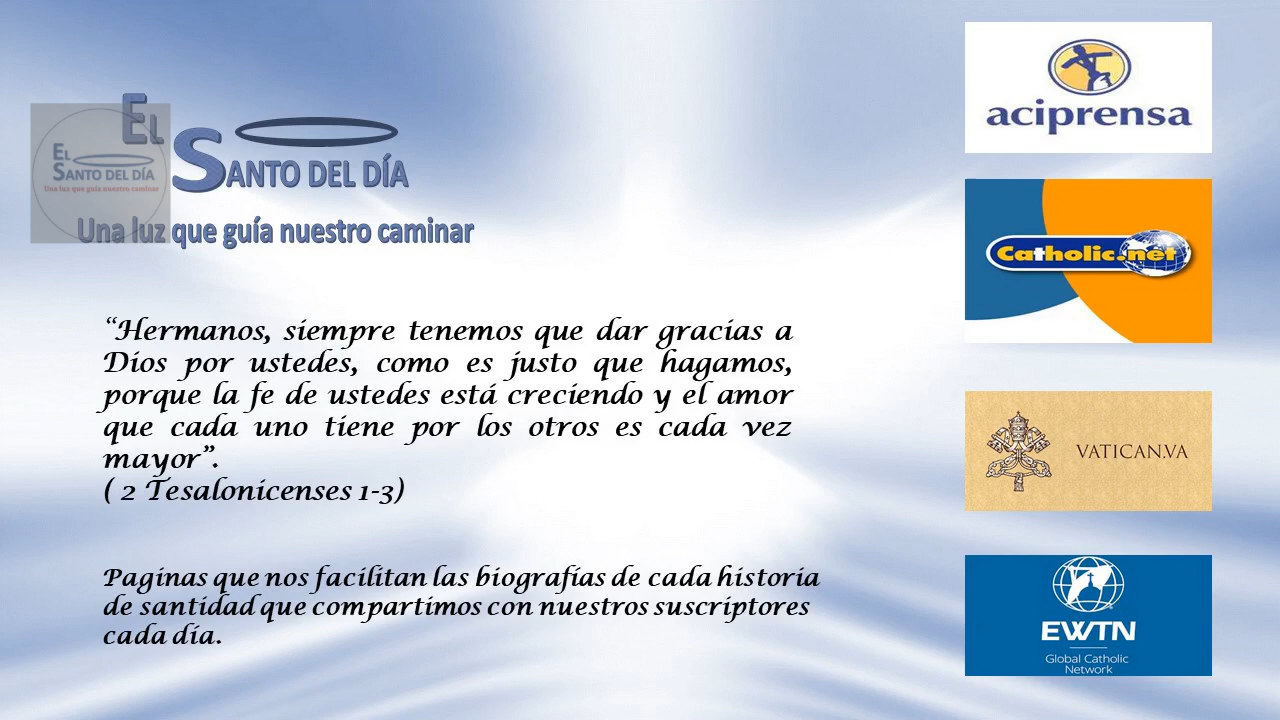 El
Santo del Día
Una luz que guía nuestro caminar
El
Santo del Día
Una luz que guía nuestro caminar
“Hermanos, siempre tenemos que dar gracias a
Dios por ustedes, como es justo que hagamos,
porque la fe de ustedes está creciendo y el amor
que cada uno tiene por los otros es cada vez
mayor”.
( 2 Tesalonicenses 1-3)
Paginas que nos facilitan las biografías de cada historia
de santidad que compartimos con nuestros suscriptores
cada día.
aciprensa
Catholic.net
VATICAN.VA
EWTN
Global Catholic
Network